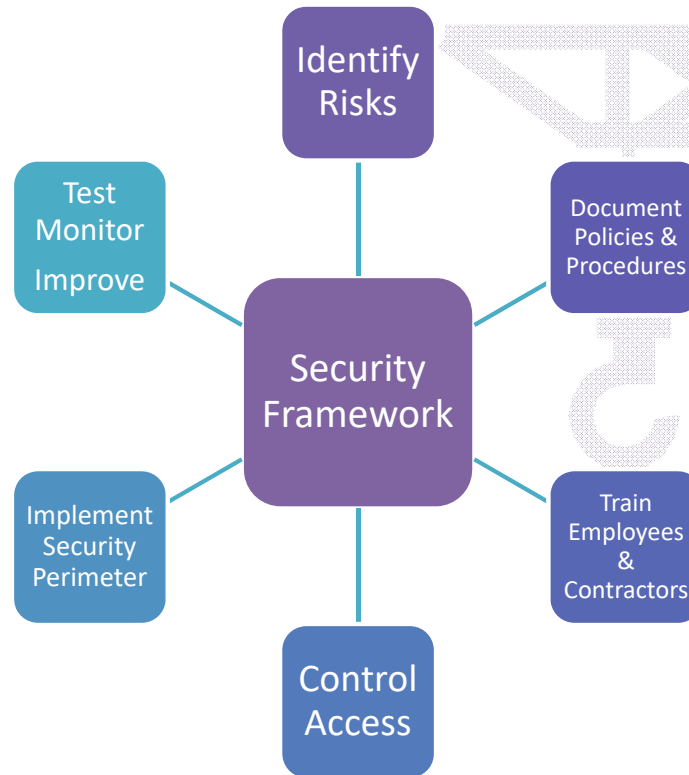 Identify
Risks
Test
Monitor
Improve
Document
Policies &
Procedures
Security
Framework
Implement
Security
Perimeter
Train
Employees
&
Contractors
Control
Access